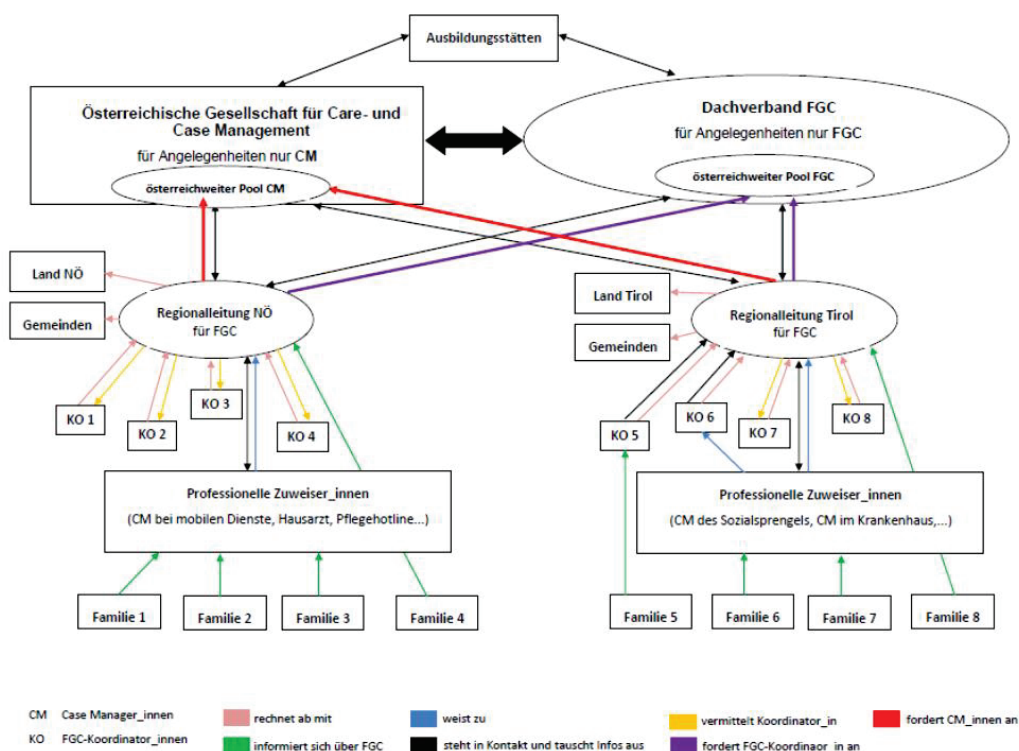 Ausbildungsstätten
Österreichische Gesellschaft für Care- und
Case Management
für Angelegenheiten nur CM
österreichweiter Pool CM
Dachverband FGC
für Angelegenheiten nur FGC
österreichweiter Pool FGC
Land NÖ
Gemeinden
Regionalleitung NÖ
für FGC
Land Tirol
Gemeinden
Regionalleitung Tirol
für FGC
KO 1
KO 2
KO 3
KO 4
KO 5
KO 6
KO 7
KO 8
Professionelle Zuweiser_innen
(CM bei mobilen Dienste, Hausarzt, Pflegehotline...)
Professionelle Zuweiser_innen
(CM des Sozialsprengels, CM im Krankenhaus,...)
Familie 1
Familie 2
Familie 3
Familie 4
Familie 5
Familie 6
Familie 7
Familie 8
CM Case Manager_innen
rechnet ab mit
weist zu
vermittelt Koordinator_in
fordert CM_innen an
KO FGC-Koordinator_innen
informiert sich über FGC
steht in Kontakt und tauscht Infos aus
fordert FGC-Koordinaor_in an